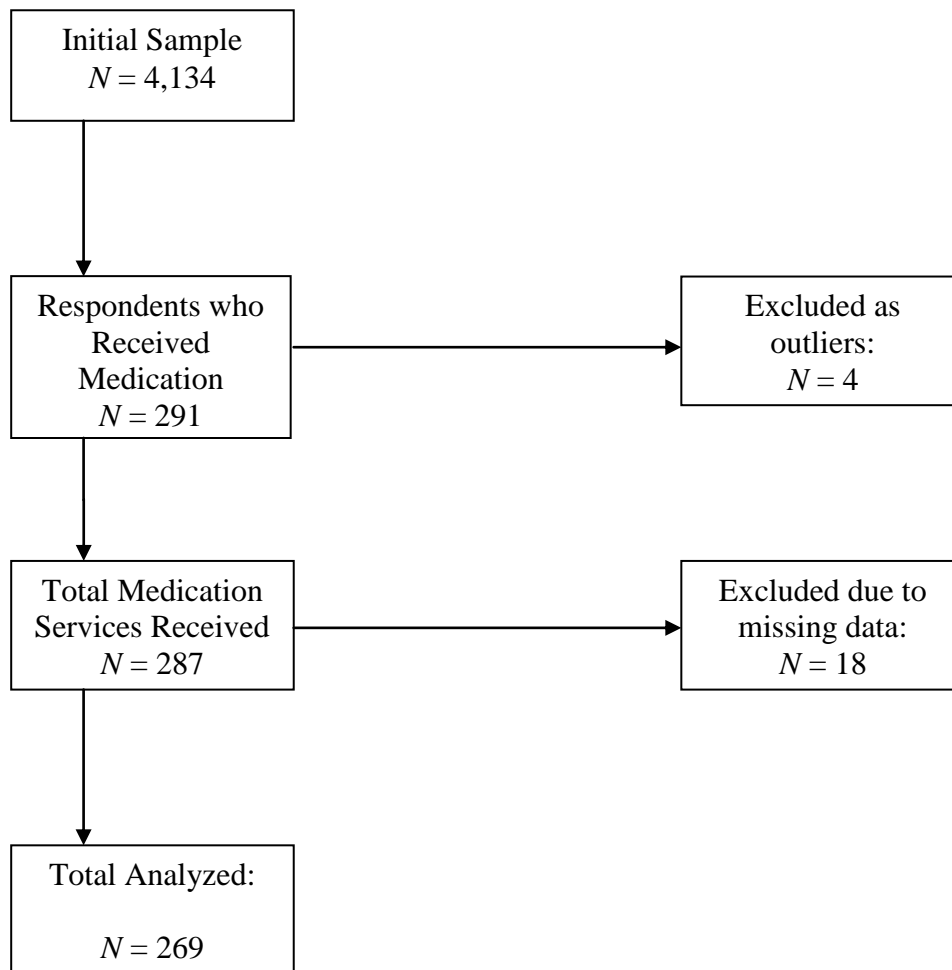 Initial Sample
N = 4,134
Respondents who
Received
Medication
N = 291
Excluded as
outliers:
N = 4
Total Medication
Services Received
N = 287
Excluded due to
missing data:
N = 18
Total Analyzed:
N = 269